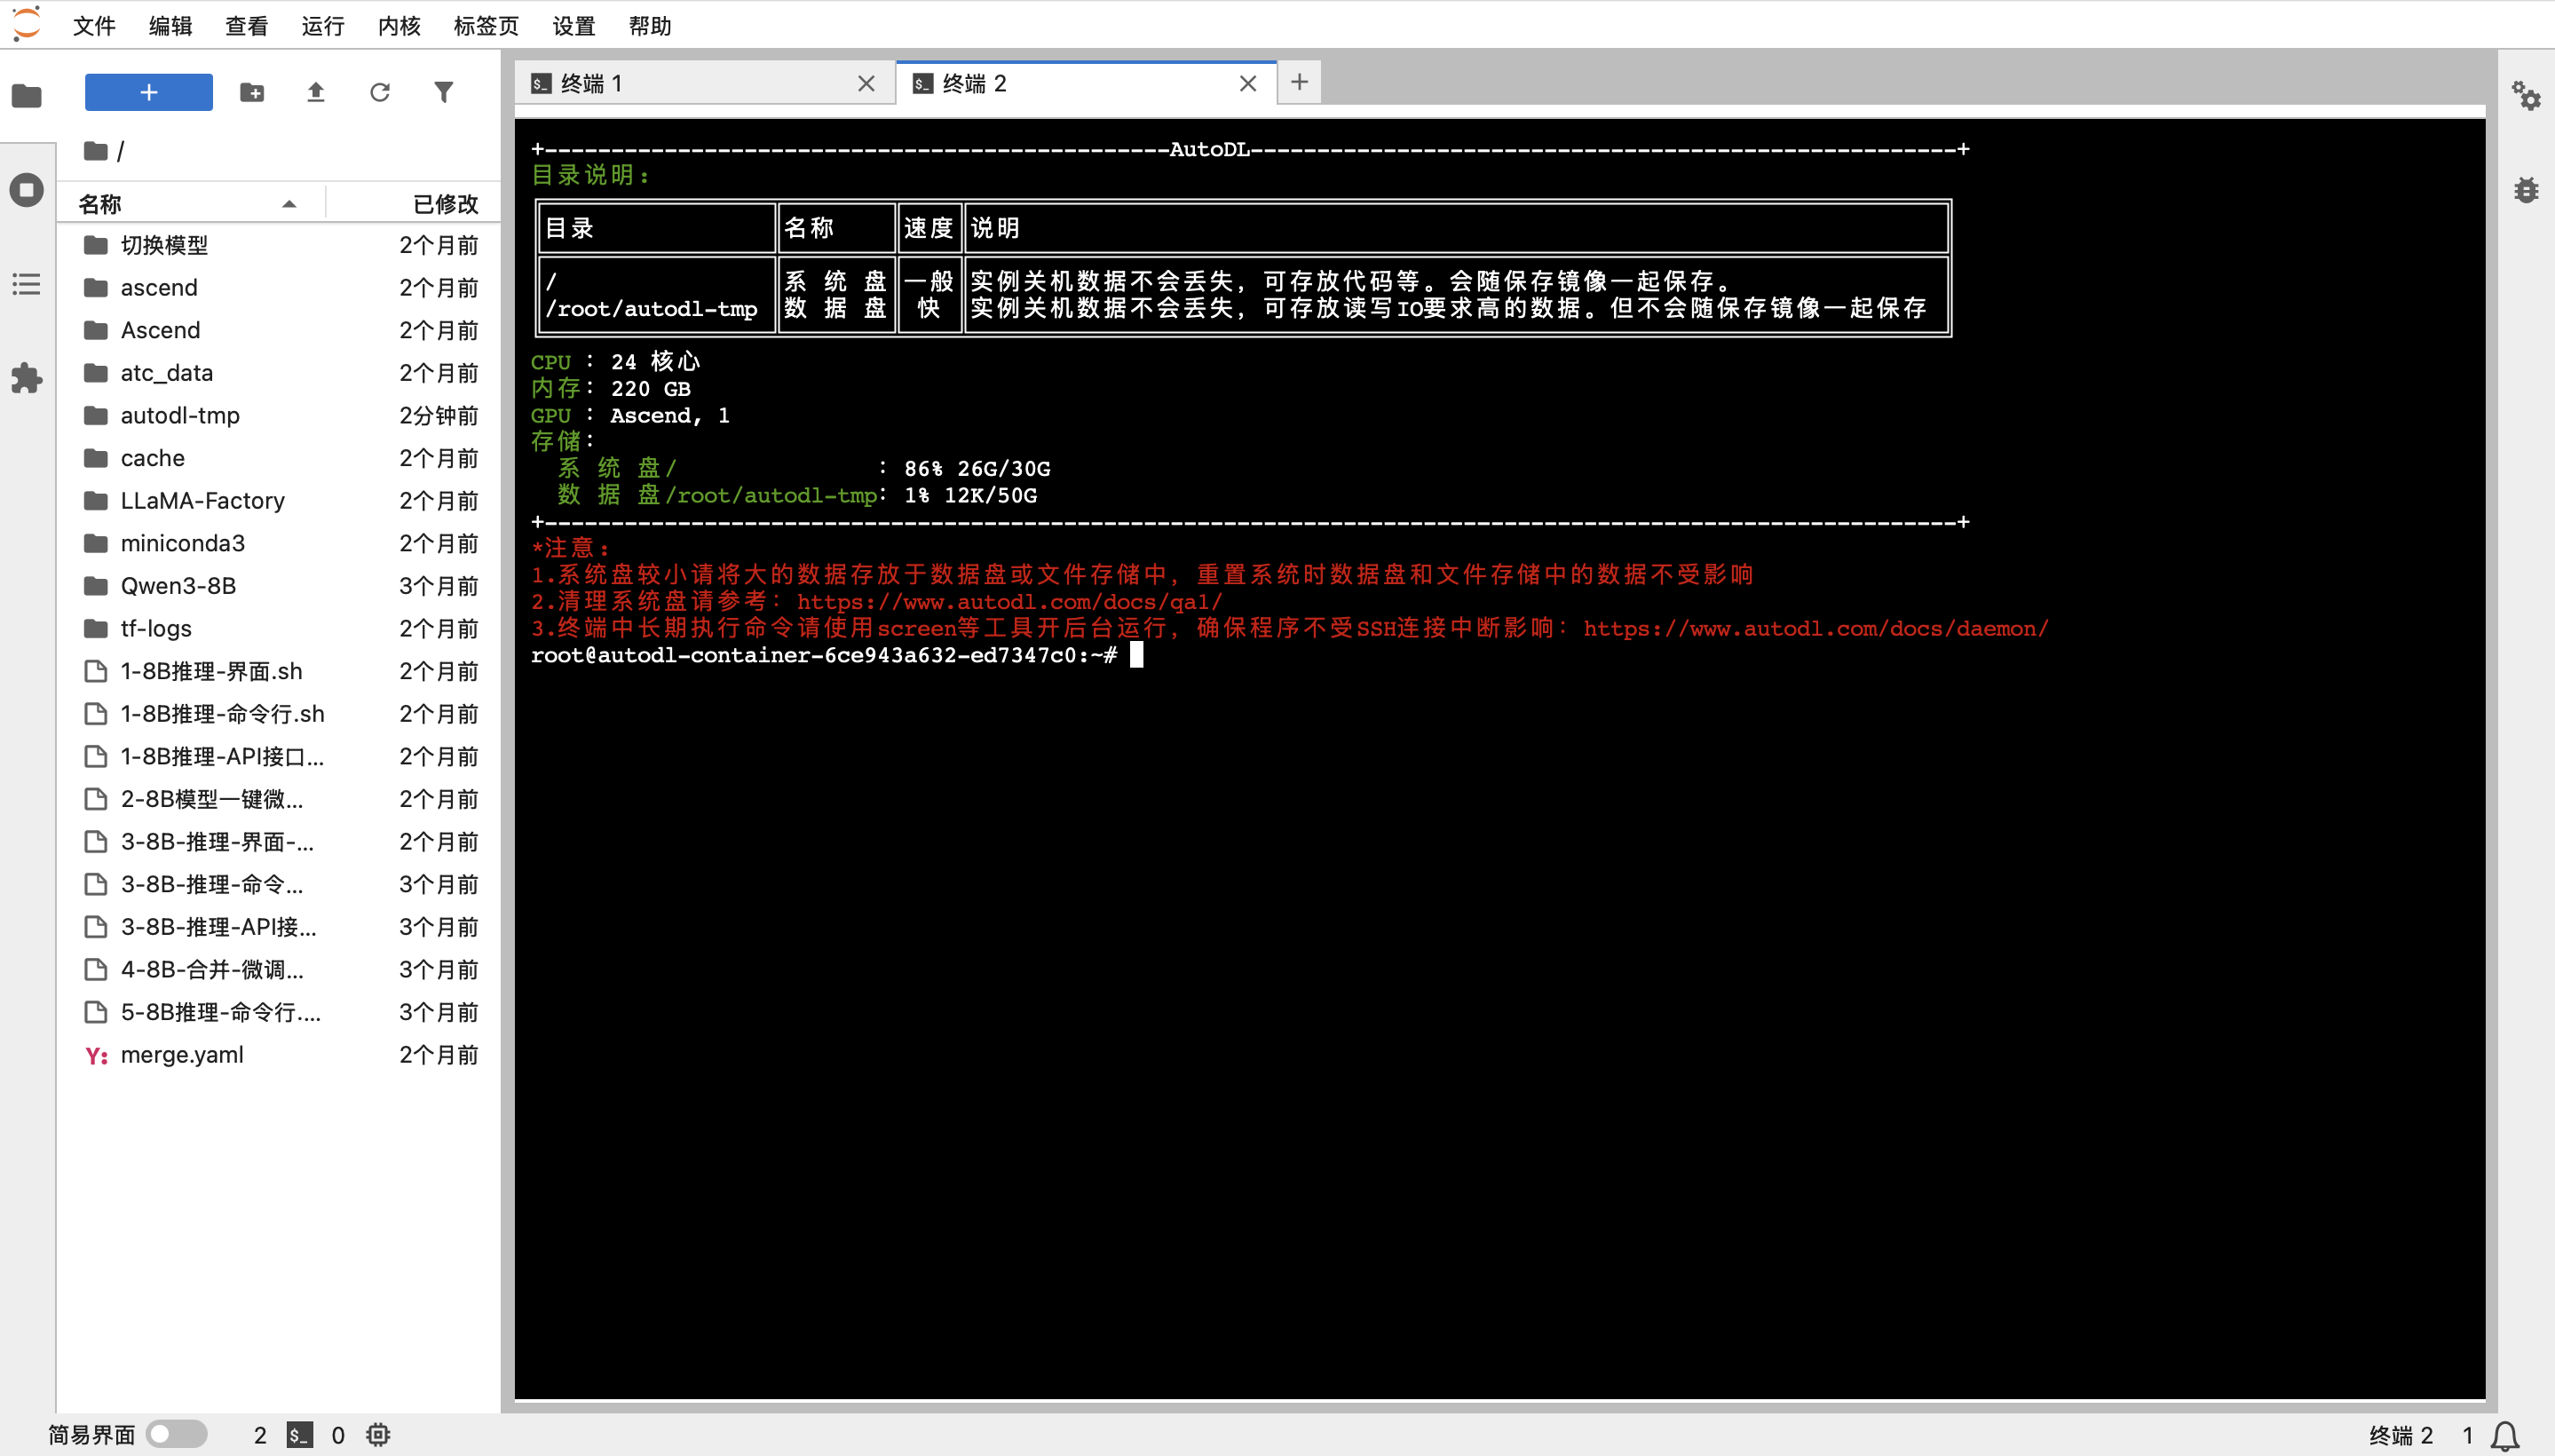 文件 编辑 查看 运行 内核 标签页 设置 帮助
+
/
名称 已修改
切换模型 2个月前
ascend 2个月前
Ascend 2个月前
atc_data 2个月前
autodl-tmp 2分钟前
cache 2个月前
LLaMA-Factory 2个月前
miniconda3 2个月前
Qwen3-8B 3个月前
tf-logs 2个月前
1-8B推理-界面.sh 2个月前
1-8B推理-命令行.sh 2个月前
1-8B推理-API接口... 2个月前
2-8B模型一键微... 2个月前
3-8B-推理-界面-... 2个月前
3-8B-推理-命令... 3个月前
3-8B-推理-API接... 3个月前
4-8B-合并-微调... 3个月前
5-8B推理-命令行.... 3个月前
Y: merge.yaml 2个月前
$_ 终端 1 $_ 终端 2 +
+-----------------------------------------------AutoDL-----------------------------------------------------+
目录说明:
目录 名称 速度 说明
/ 系 统 盘 一般 实例关机数据不会丢失，可存放代码等。会随保存镜像一起保存。
/root/autodl-tmp 数 据 盘 快 实例关机数据不会丢失，可存放读写IO要求高的数据。但不会随保存镜像一起保存
CPU ：24 核心
内存：220 GB
GPU ：Ascend, 1
存储：
系 统 盘/ ：86% 26G/30G
数 据 盘/root/autodl-tmp：1% 12K/50G
+----------------------------------------------------------------------------------------------------------+
*注意:
1.系统盘较小请将大的数据存放于数据盘或文件存储中，重置系统时数据盘和文件存储中的数据不受影响
2.清理系统盘请参考：https://www.autodl.com/docs/qa1/
3.终端中长期执行命令请使用screen等工具开后台运行，确保程序不受SSH连接中断影响：https://www.autodl.com/docs/daemon/
root@autodl-container-6ce943a632-ed7347c0:~#
简易界面 2 $_ 0 终端 2 1